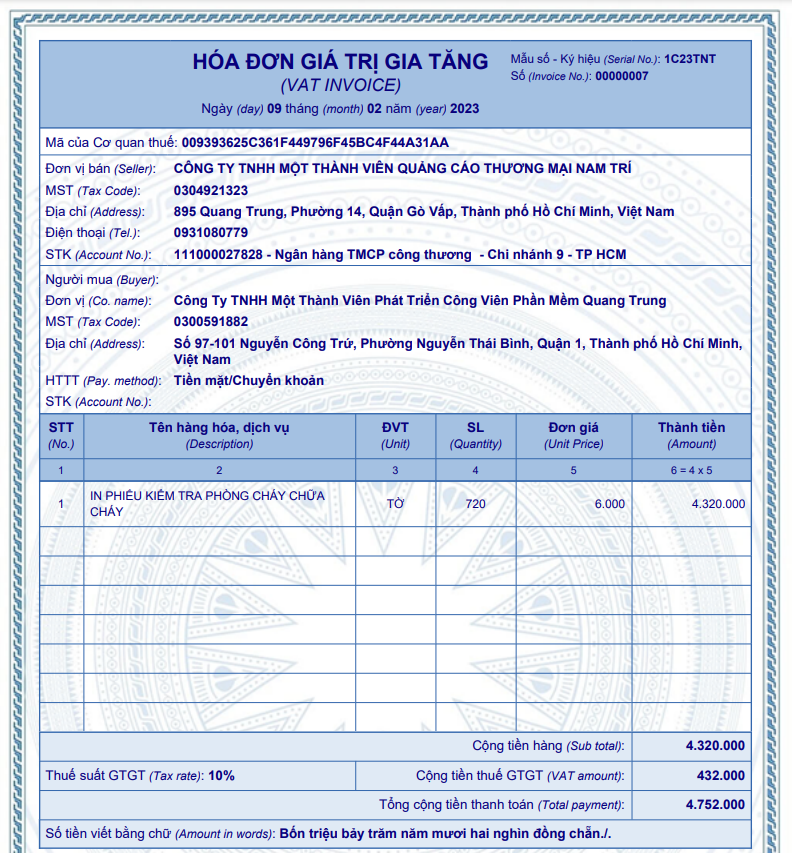 HÓA ĐƠN GIÁ TRỊ GIA TĂNG
(VAT INVOICE)
Ngày (day) 09 tháng (month) 02 năm (year) 2023
Mẫu số - Ký hiệu (Serial No.): 1C23TNT
Số (Invoice No.): 00000007
Mã của Cơ quan thuế: 009393625C361F449796F45BC4F44A31AA
Đơn vị bán (Seller): CÔNG TY TNHH MỘT THÀNH VIÊN QUẢNG CÁO THƯƠNG MẠI NAM TRÍ
MST (Tax Code): 0304921323
Địa chỉ (Address): 895 Quang Trung, Phường 14, Quận Gò Vấp, Thành phố Hồ Chí Minh, Việt Nam
Điện thoại (Tel.): 0931080779
STK (Account No.): 111000027828 - Ngân hàng TMCP công thương - Chi nhánh 9 - TP HCM
Người mua (Buyer):
Đơn vị (Co. name): Công Ty TNHH Một Thành Viên Phát Triển Công Viên Phần Mềm Quang Trung
MST (Tax Code): 0300591882
Địa chỉ (Address): Số 97-101 Nguyễn Công Trứ, Phường Nguyễn Thái Bình, Quận 1, Thành phố Hồ Chí Minh,
Việt Nam
HTTT (Pay. method): Tiền mặt/Chuyển khoản
STK (Account No.):
STT Tên hàng hóa, dịch vụ ĐVT SL Đơn giá Thành tiền
(No.) (Description) (Unit) (Quantity) (Unit Price) (Amount)
1 2 3 4 5 6 = 4 x 5
IN PHIẾU KIỂM TRA PHÒNG CHÁY CHỮA
1 CHÁY TỜ 720 6.000 4.320.000
Cộng tiền hàng (Sub total): 4.320.000
Thuế suất GTGT (Tax rate): 10% Cộng tiền thuế GTGT (VAT amount): 432.000
Tổng cộng tiền thanh toán (Total payment): 4.752.000
Số tiền viết bằng chữ (Amount in words): Bốn triệu bảy trăm năm mươi hai nghìn đồng chẵn./.